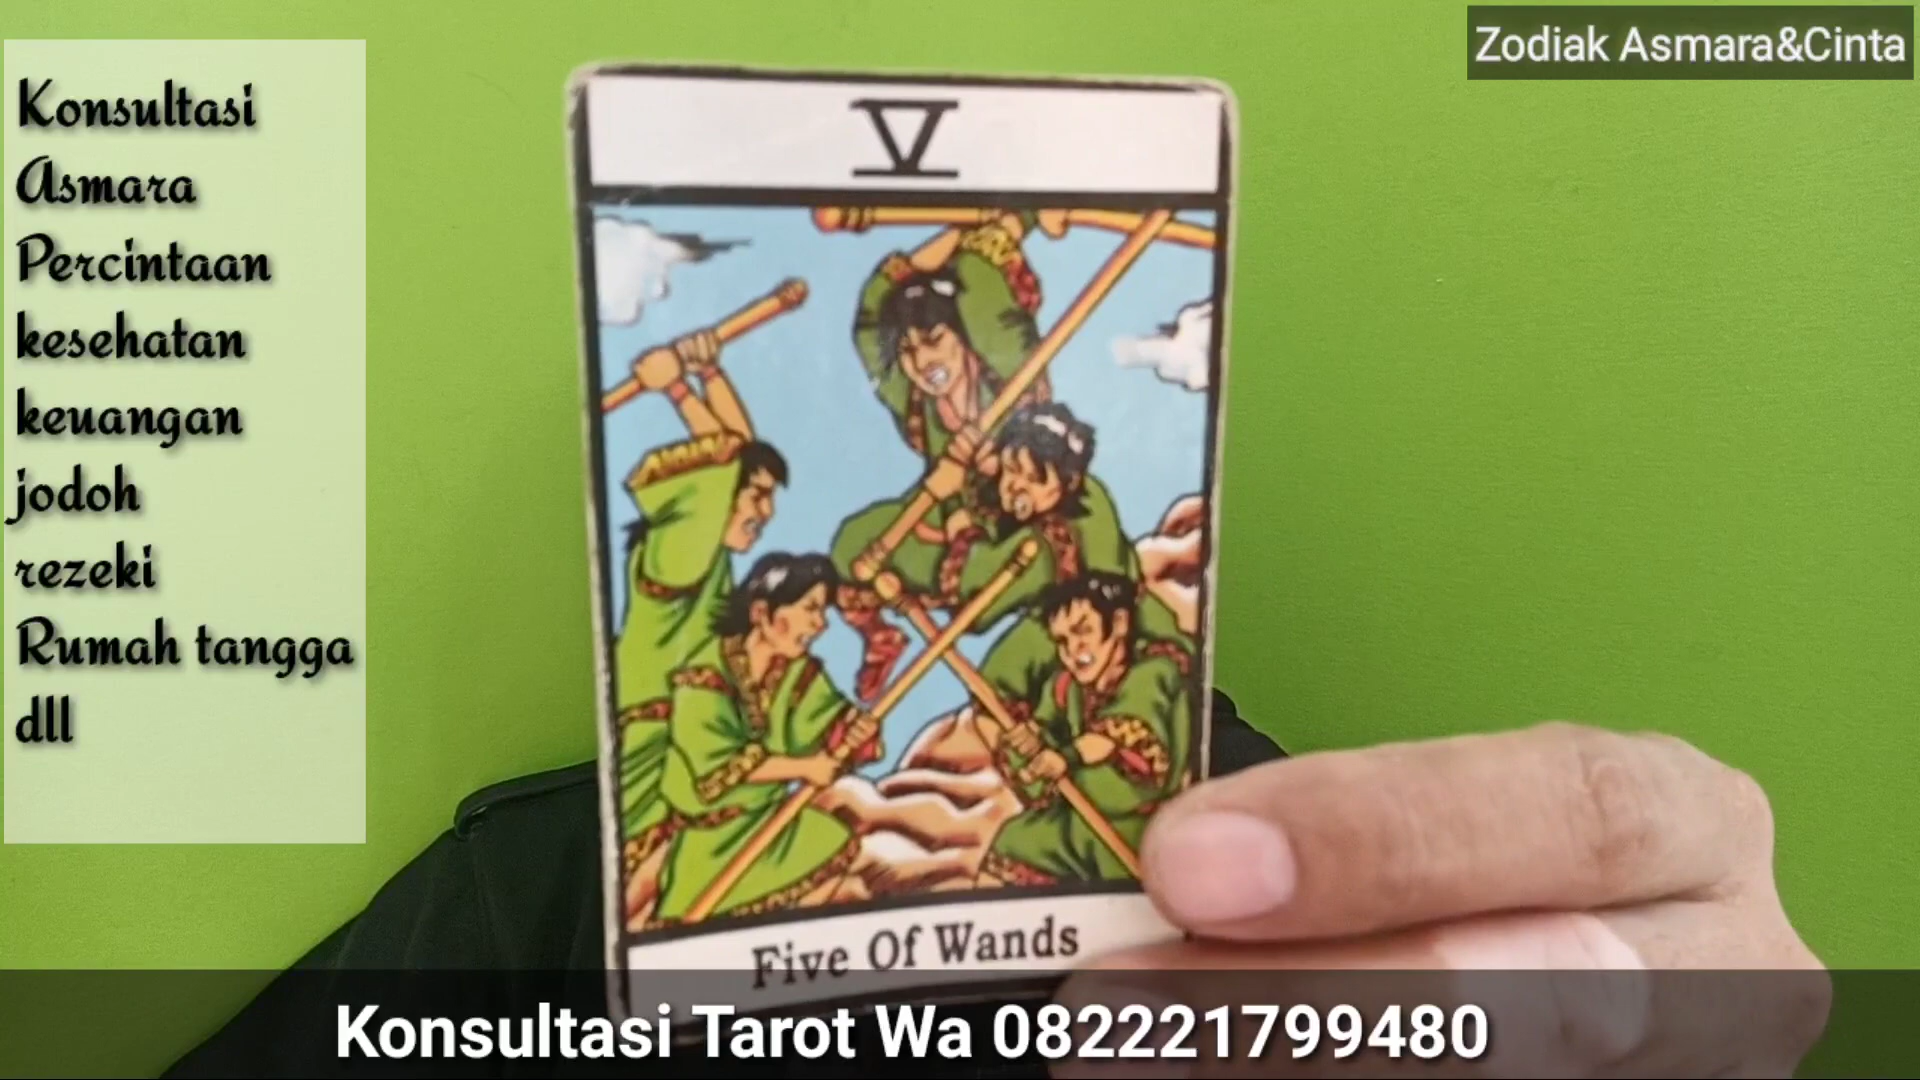 Zodiak Asmara&Cinta
Konsultasi
Asmara
Percintaan
kesehatan
keuangan
jodoh
rezeki
Rumah tangga
dll
V
Five Of Wands
Konsultasi Tarot Wa 082221799480